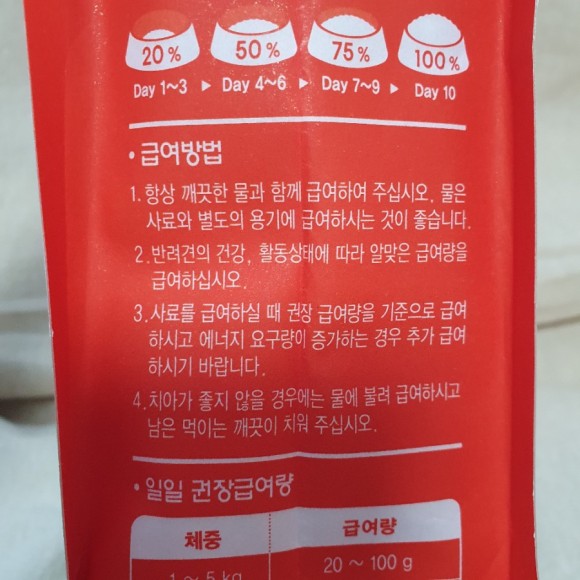 20% 50% 75% 100%
Day 1~3 ▶ Day 4~6 ▶ Day 7~9 ▶ Day 10
• 급여방법
1. 항상 깨끗한 물과 함께 급여하여 주십시오. 물은
사료와 별도의 용기에 급여하시는 것이 좋습니다.
2. 반려견의 건강, 활동상태에 따라 알맞은 급여량을
급여하십시오.
3. 사료를 급여하실 때 권장 급여량을 기준으로 급여
하시고 에너지 요구량이 증가하는 경우 추가 급여
하시기 바랍니다.
4. 치아가 좋지 않을 경우에는 물에 불려 급여하시고
남은 먹이는 깨끗이 치워 주십시오.
• 일일 권장급여량
체중 급여량
1 ~ 5 kg 20 ~ 100 g